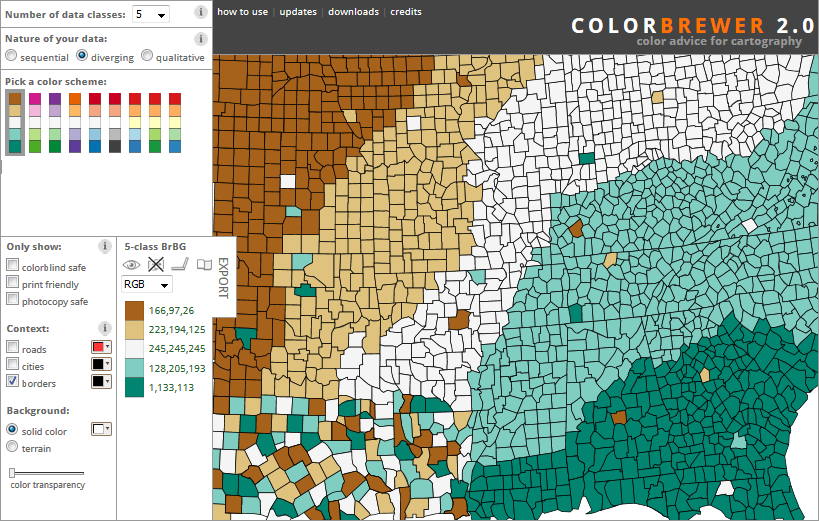 Number of data classes: 5 i
how to use | updates | downloads | credits
COLORBREWER 2.0
color advice for cartography
Nature of your data: i
sequential diverging qualitative
Pick a color scheme:
Only show: i
colorblind safe
print friendly
photocopy safe
Context: i
roads
cities
borders
Background: i
solid color
terrain
color transparency
5-class BrBG
EXPORT
RGB
166,97,26
223,194,125
245,245,245
128,205,193
1,133,113